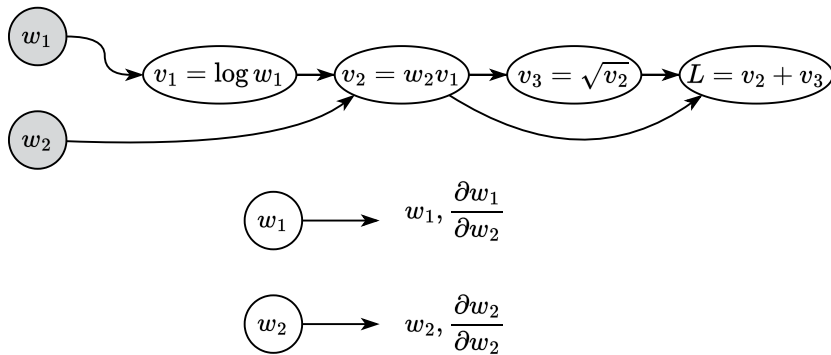 w₁
v₁ = log w₁
v₂ = w₂v₁
v₃ = √v₂
L = v₂ + v₃
w₂
w₁ w₁, ∂w₁/∂w₂
w₂ w₂, ∂w₂/∂w₂